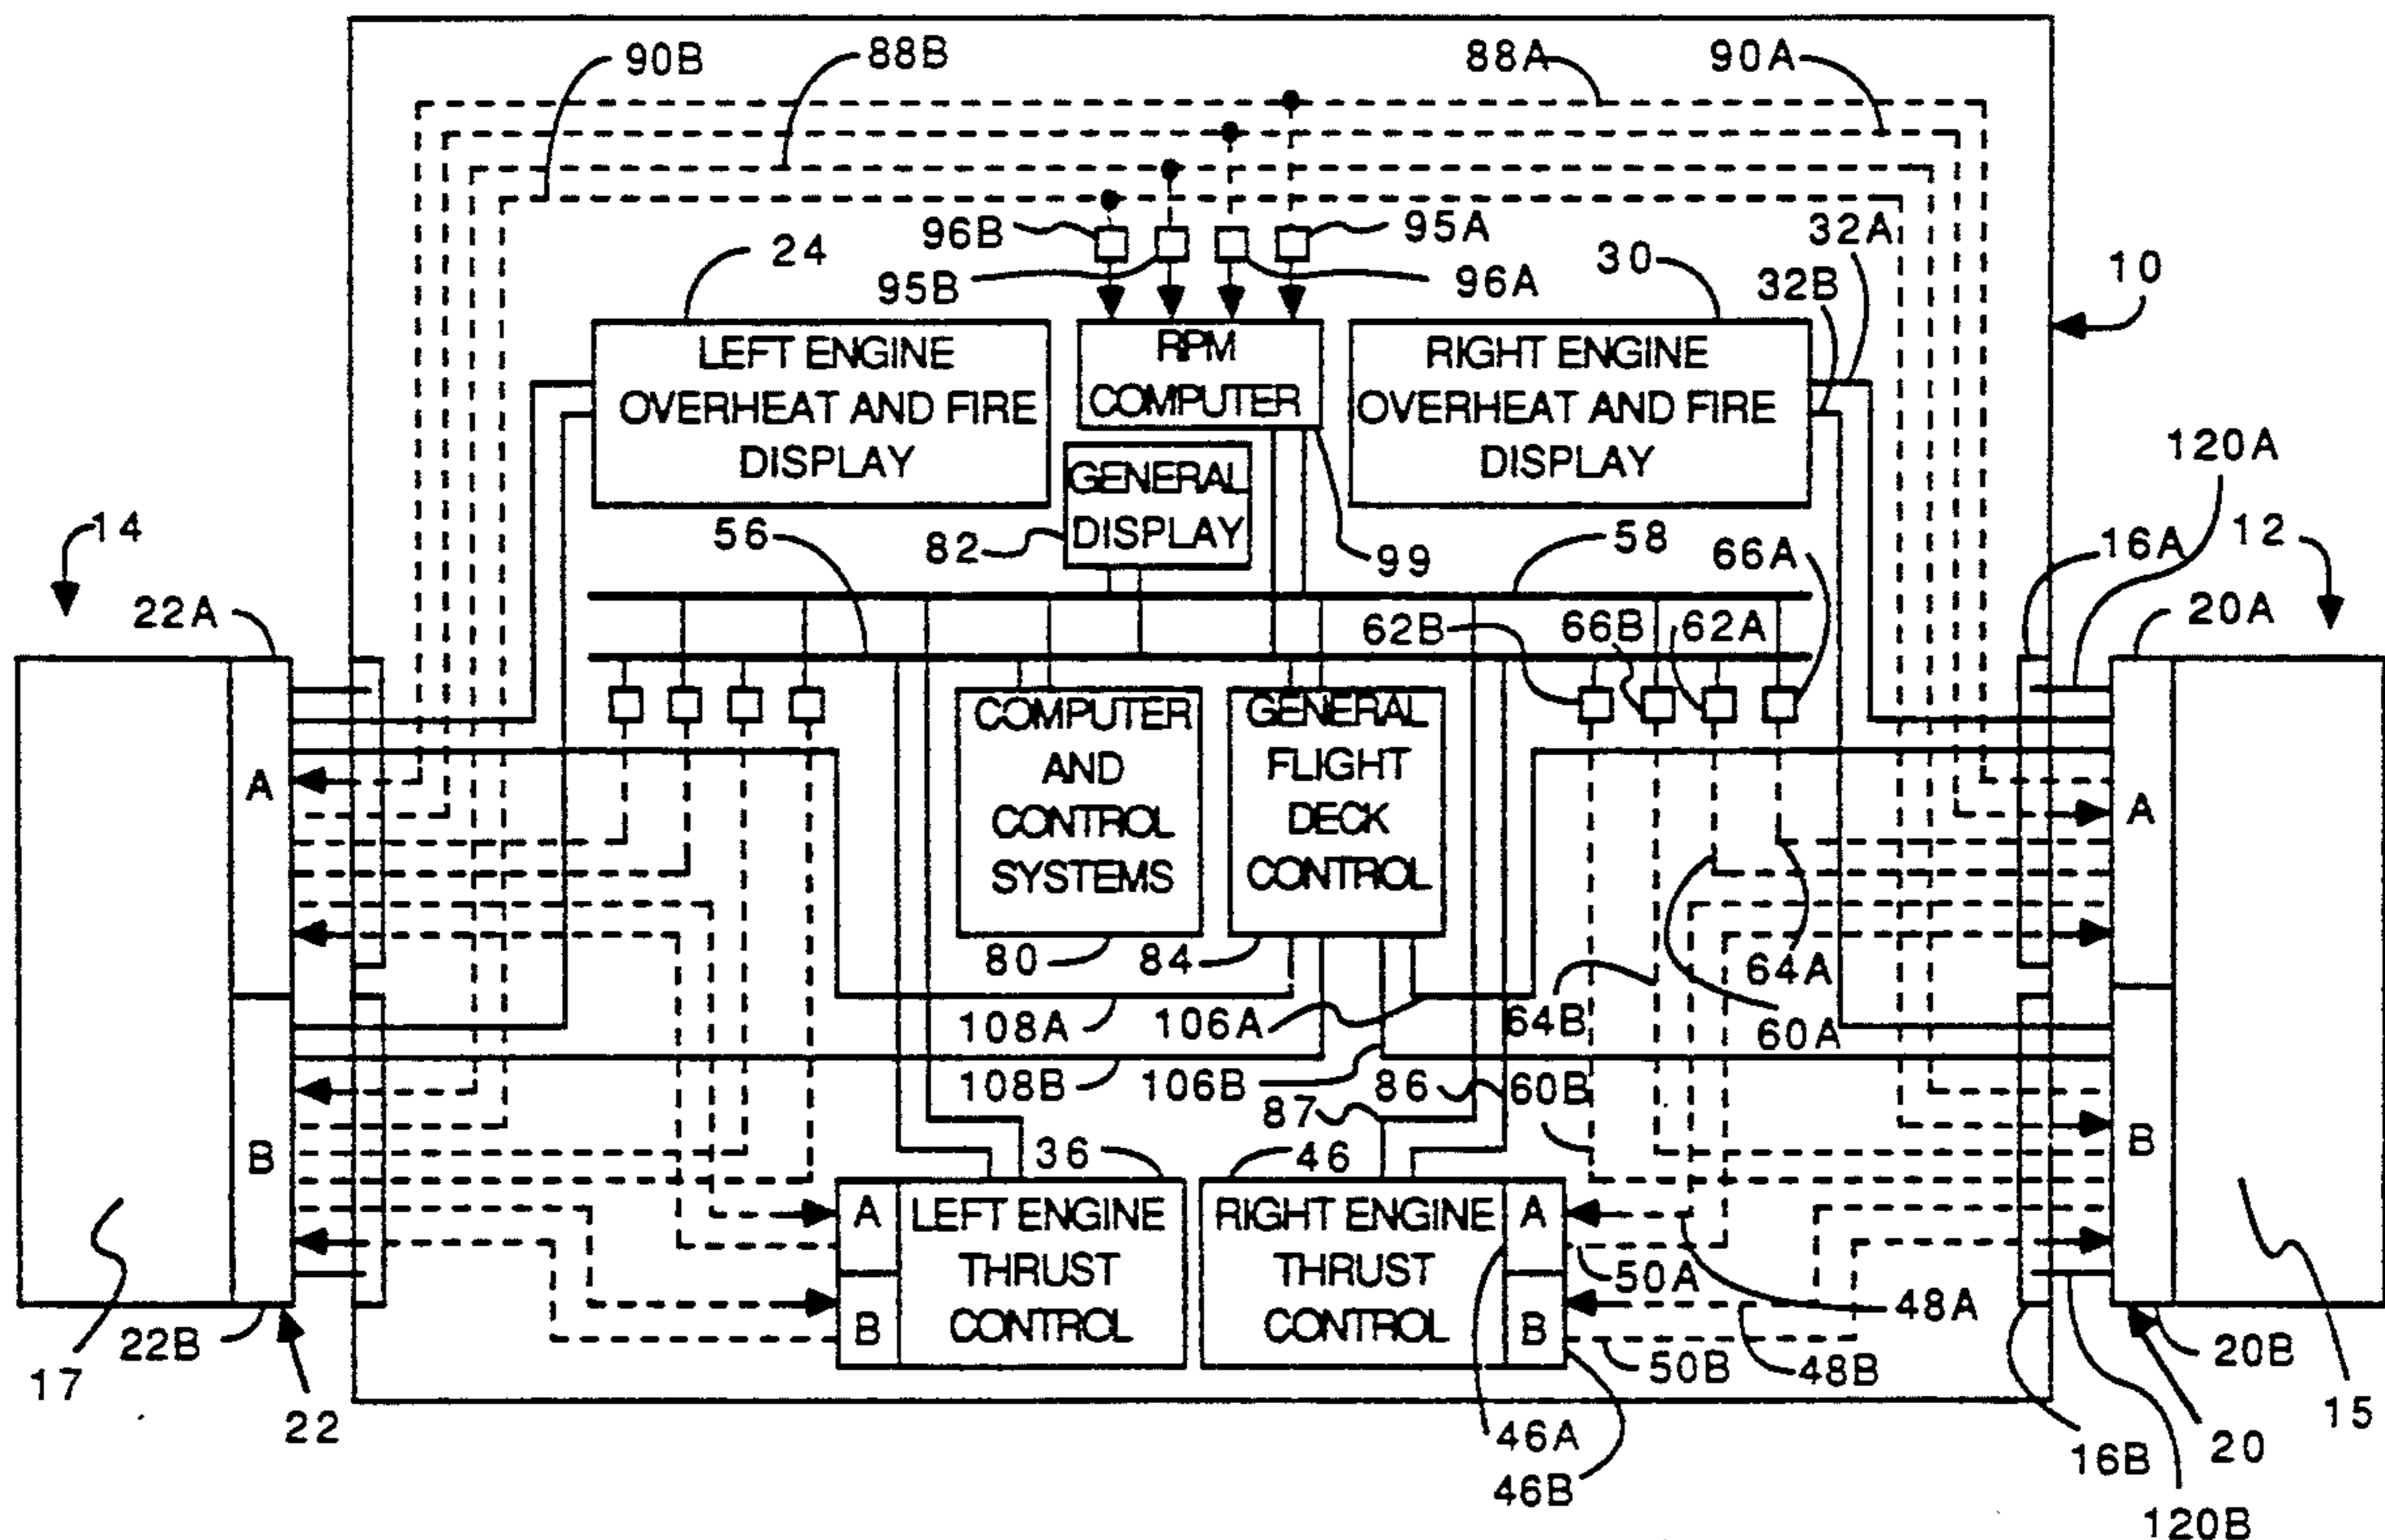 90B
88B
88A
90A
96B
95A
32A
24
95B
96A
30
32B
10
LEFT ENGINE
OVERHEAT AND FIRE
DISPLAY
RPM
COMPUTER
RIGHT ENGINE
OVERHEAT AND FIRE
DISPLAY
120A
GENERAL
DISPLAY
14
56
82
99
58
66A
16A
12
22A
62B
66B
62A
20A
A
COMPUTER
AND
CONTROL
SYSTEMS
GENERAL
FLIGHT
DECK
CONTROL
A
80
84
64A
108A
106A
64B
60A
108B
106B
86
60B
87
B
B
36
46
A
LEFT ENGINE
THRUST
CONTROL
B
RIGHT ENGINE
THRUST
CONTROL
A
B
50A
48A
22B
50B
48B
20B
17
22
46A
46B
16B
20
15
120B